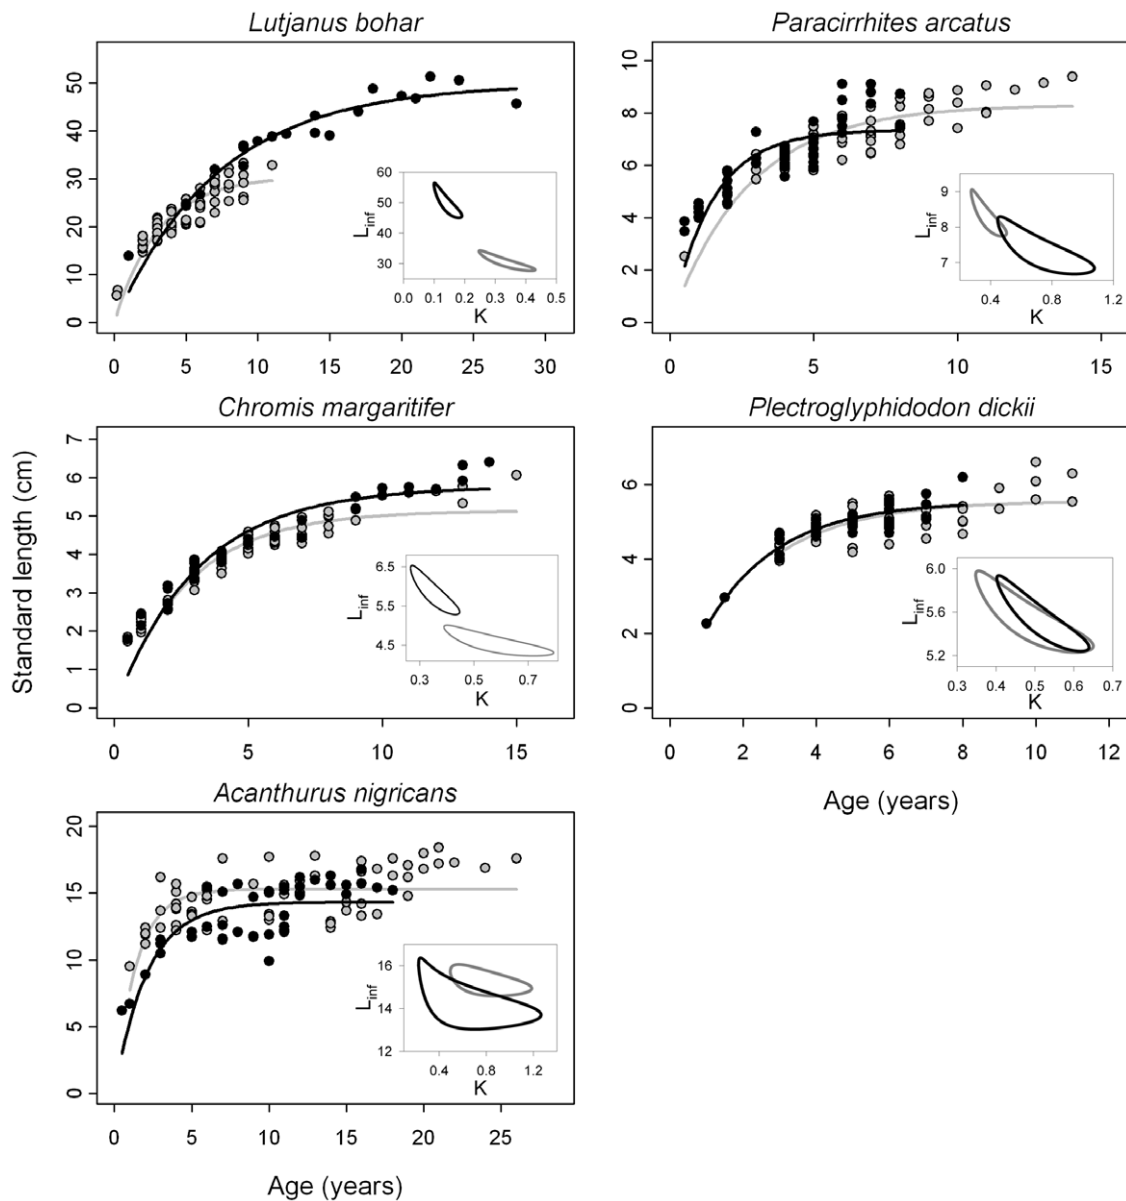 Lutjanus bohar
Paracirrhites arcatus
0 10 20 30 40 50
0 5 10 15 20 25 30
L inf
30 40 50 60
0.0 0.1 0.2 0.3 0.4 0.5
K
0 2 4 6 8 10
0 5 10 15
L inf
7 8 9
0.4 0.8 1.2
K
Chromis margaritifer
Plectroglyphidodon dickii
Standard length (cm)
0 1 2 3 4 5 6 7
0 5 10 15
L inf
4.5 5.5 6.5
0.3 0.5 0.7
K
0 2 4 6
0 2 4 6 8 10 12
L inf
5.2 5.6 6.0
0.3 0.4 0.5 0.6 0.7
K
Age (years)
Acanthurus nigricans
0 5 10 15 20
0 5 10 15 20 25
L inf
12 14 16
0.4 0.8 1.2
K
Age (years)